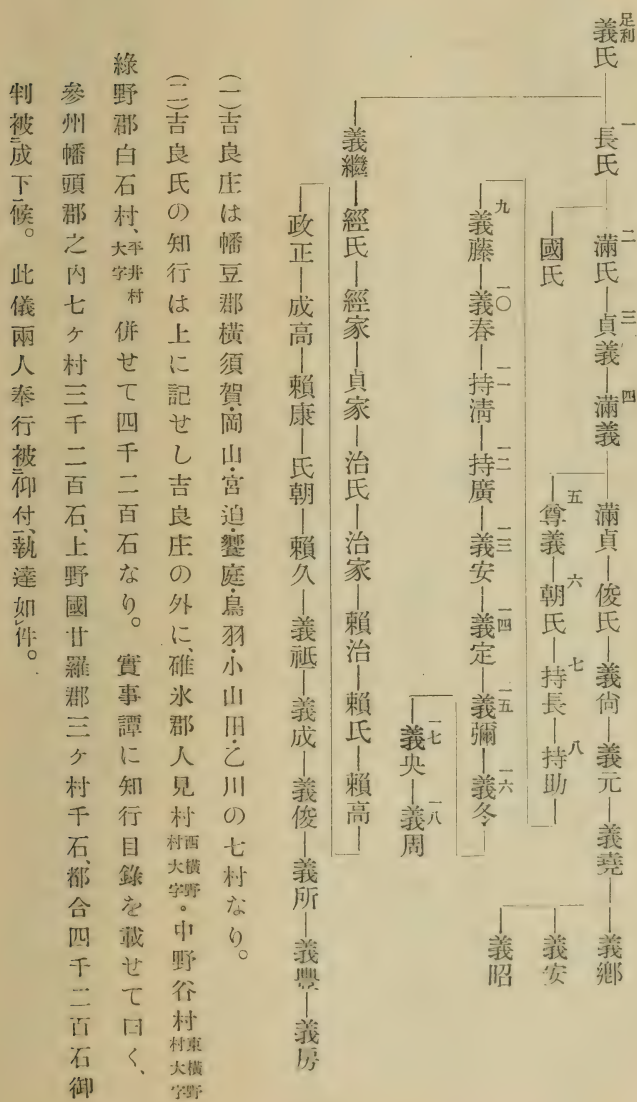 足利
義氏―長氏―滿氏―貞義―滿義―滿貞―俊氏―義尙―義元―義堯――義鄕
一 二 三 四
義安
義昭
尊義―朝氏―持長―持助
五 六 七 八
國氏
義藤―義春―持淸―持廣―義安―義定―義彌―義冬
九 一〇 一一 一二 一三 一四 一五 一六
義央―義周
一七 一八
義繼―經氏―經家―貞家―治氏―治家―賴治―賴氏―賴高
政正―成高―賴康―氏朝―賴久―義祗―義成―義俊―義所―義豐―義房
(一)吉良庄は幡豆郡橫須賀・岡山・宮迫・饗庭・鳥羽・小山田・乙川の七村なり。
(二)吉良氏の知行は上に記せし吉良庄の外に、碓氷郡人見村西橫野村大字。中野谷村東橫野村大字
綠野郡白石村、平井村大字 併せて四千二百石なり。 實事譚に知行目錄を載せて曰く、
參州幡頭郡之內七ケ村三千二百石、上野國甘羅郡三ケ村千石、都合四千二百石御
判被㆓成下㆒候。 此儀兩人奉行被㆓仰付㆒、執達如㆑件。